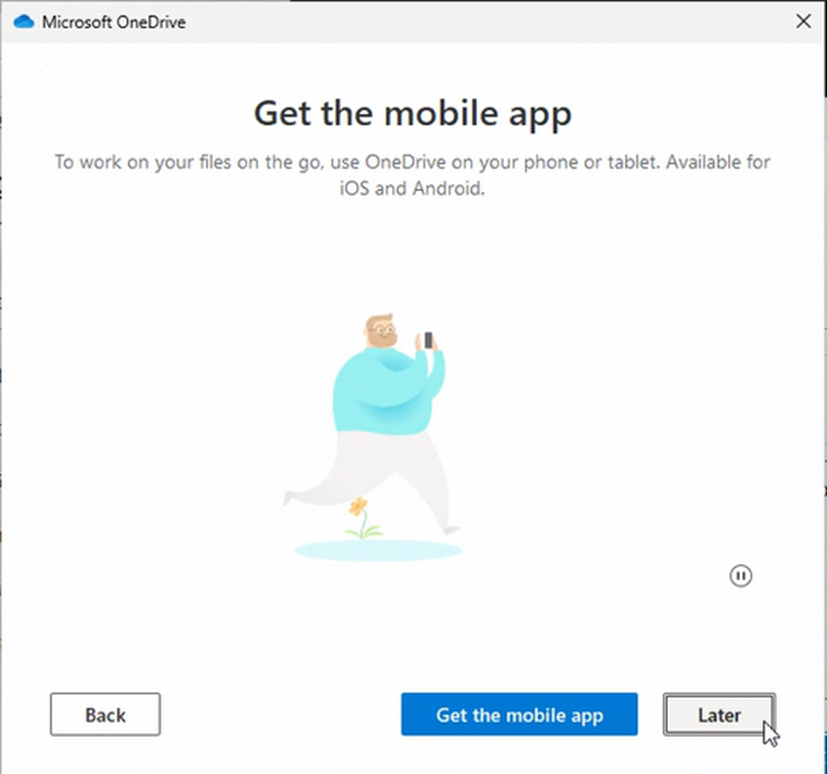 Microsoft OneDrive
Get the mobile app
To work on your files on the go, use OneDrive on your phone or tablet. Available for
iOS and Android.
Back
Get the mobile app
Later